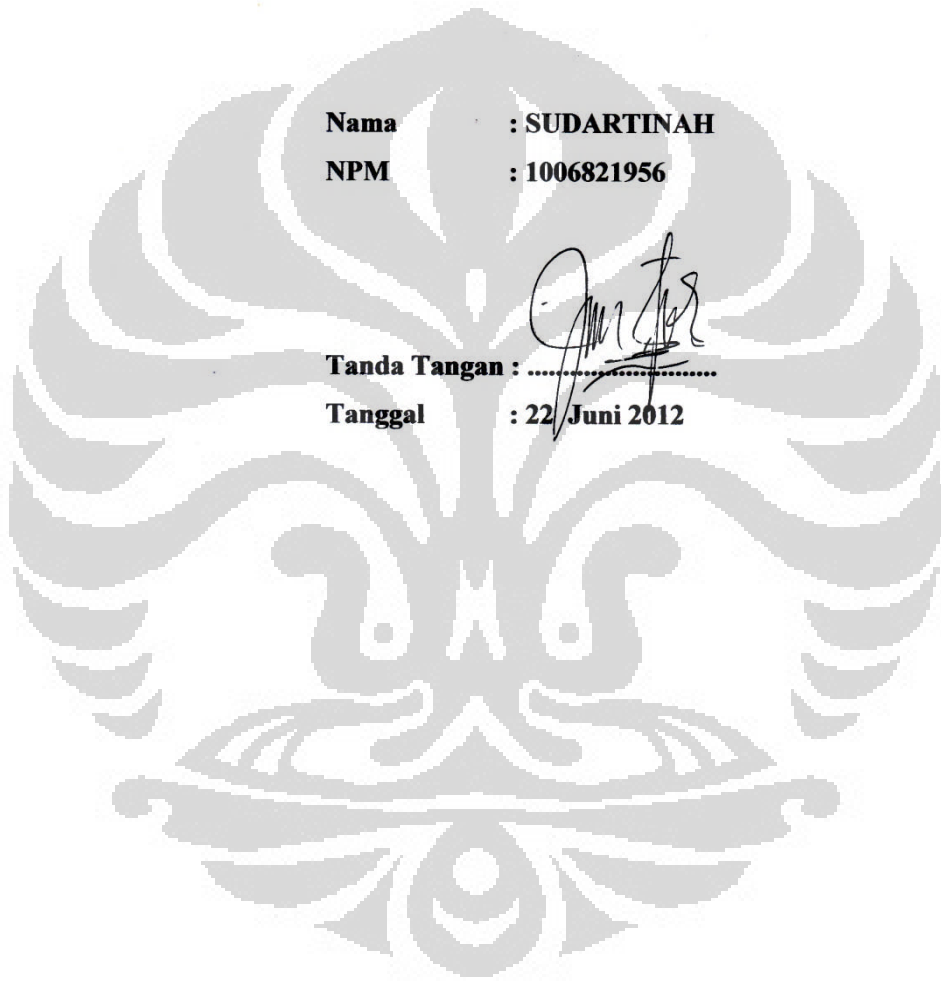 Nama : SUDARTINAH
NPM : 1006821956
Tanda Tangan : ..............................
Tanggal : 22 Juni 2012